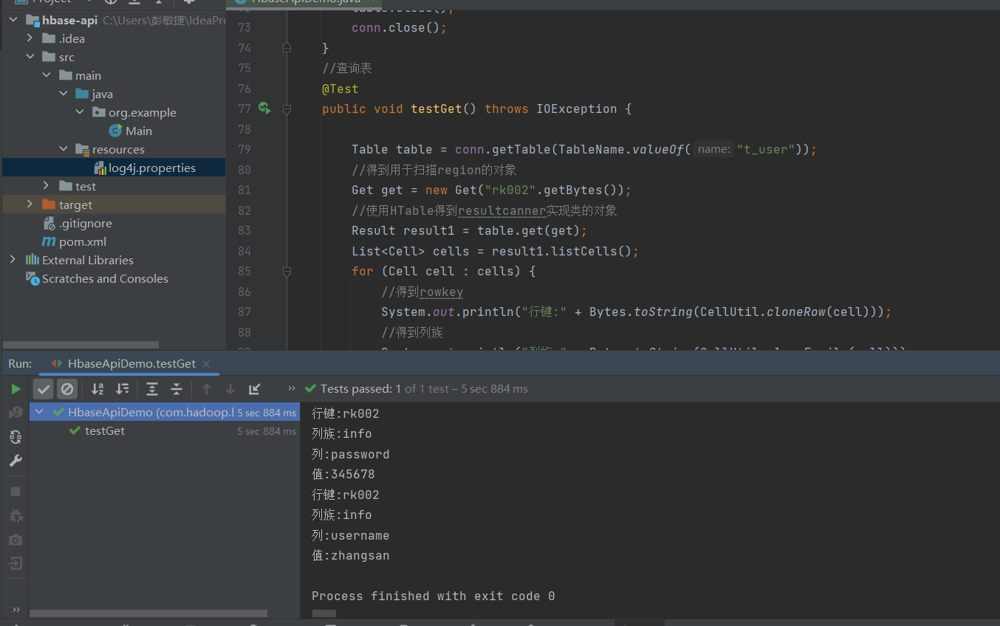 Project
HbaseApiDemo.java
hbase-api C:\Users\彭敏捷\IdeaPr
.idea
src
main
java
org.example
Main
resources
log4j.properties
test
target
.gitignore
pom.xml
External Libraries
Scratches and Consoles
73 conn.close();
74 }
75 //查询表
76 @Test
77 public void testGet() throws IOException {
78
79 Table table = conn.getTable(TableName.valueOf( name: "t_user"));
80 //得到用于扫描region的对象
81 Get get = new Get("rk002".getBytes());
82 //使用HTable得到resultcanner实现类的对象
83 Result result1 = table.get(get);
84 List<Cell> cells = result1.listCells();
85 for (Cell cell : cells) {
86 //得到rowkey
87 System.out.println("行键:" + Bytes.toString(CellUtil.cloneRow(cell)));
88 //得到列族
Run: HbaseApiDemo.testGet
Tests passed: 1 of 1 test – 5 sec 884 ms
HbaseApiDemo (com.hadoop.h 5 sec 884 ms
testGet 5 sec 884 ms
行键:rk002
列族:info
列:password
值:345678
行键:rk002
列族:info
列:username
值:zhangsan
Process finished with exit code 0